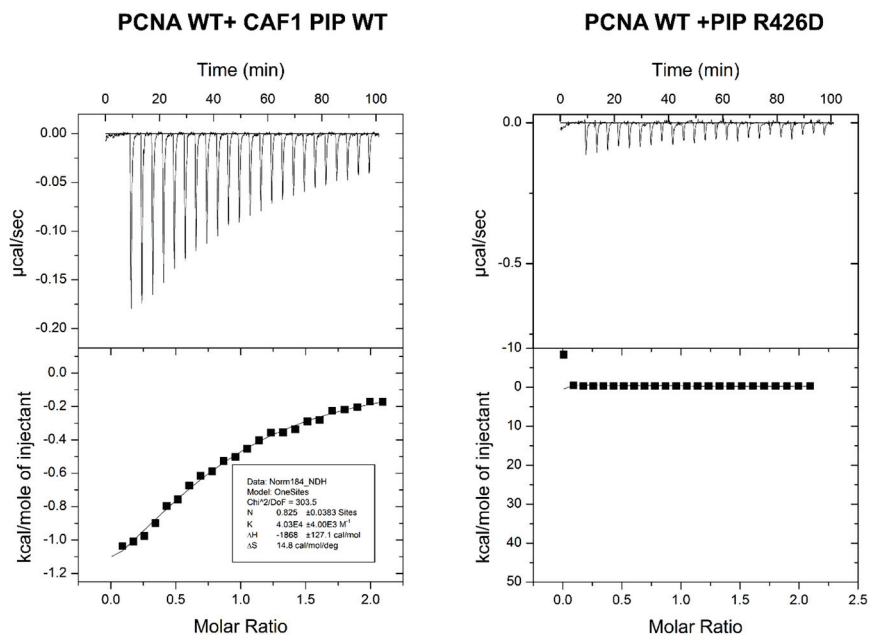 PCNA WT+ CAF1 PIP WT
Time (min)
0 20 40 60 80 100
0.00
-0.05
-0.10
-0.15
-0.20
µcal/sec
0.0
-0.2
-0.4
-0.6
-0.8
-1.0
-1.2
kcal/mole of injectant
Data: Norm184_NDH
Model: OneSites
Chi^2/DoF = 303.5
N 0.825 ±0.0383 Sites
K 4.03E4 ±4.00E3 M⁻¹
ΔH -1868 ±127.1 cal/mol
ΔS 14.8 cal/mol/deg
0.0 0.5 1.0 1.5 2.0
Molar Ratio
PCNA WT +PIP R426D
Time (min)
0 20 40 60 80 100
0.0
-0.5
µcal/sec
-10
0
10
20
30
40
50
kcal/mole of injectant
0.0 0.5 1.0 1.5 2.0 2.5
Molar Ratio